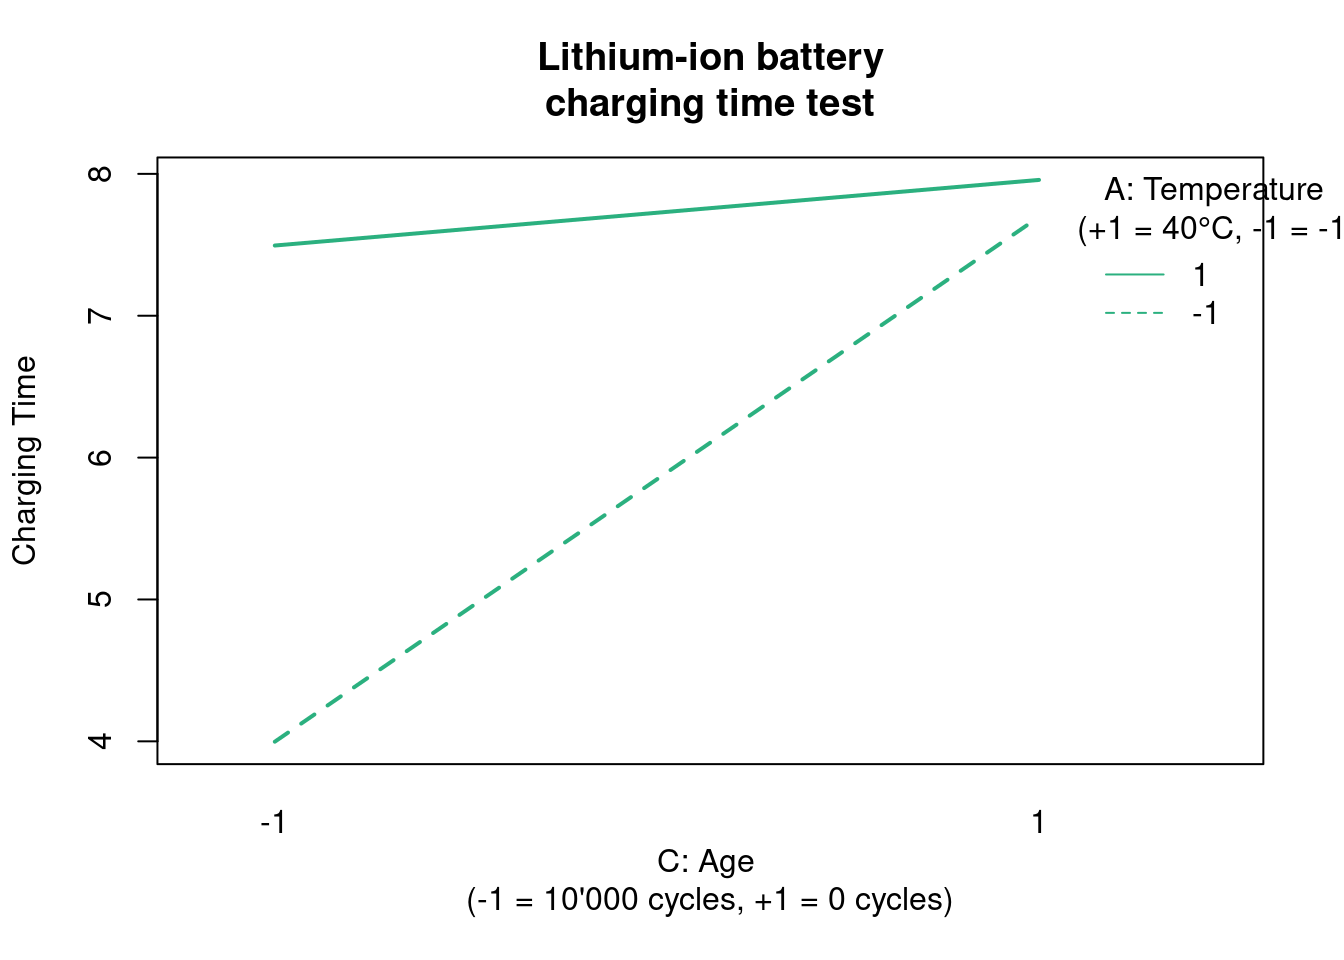 Lithium-ion battery
charging time test
8
7
6
5
4
Charging Time
A: Temperature
(+1 = 40°C, -1 = -1
1
-1
-1
1
C: Age
(-1 = 10'000 cycles, +1 = 0 cycles)